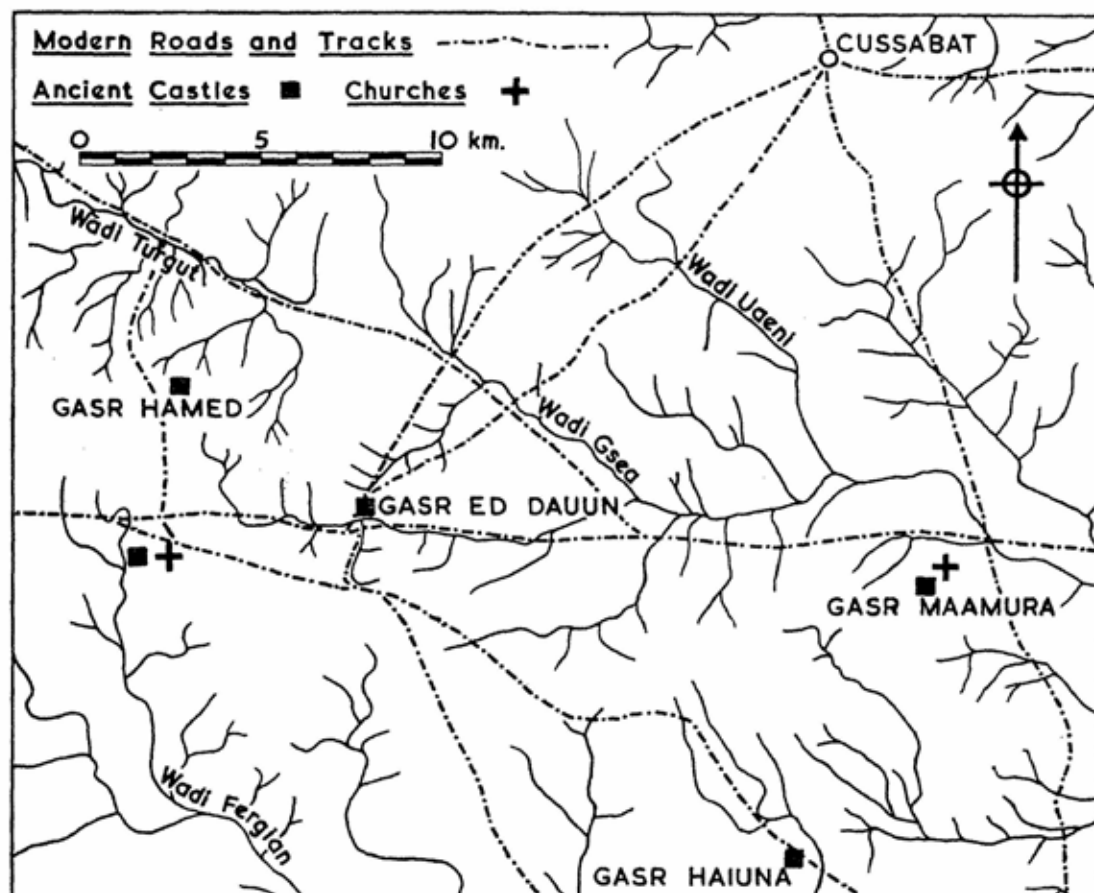 Modern Roads and Tracks
Ancient Castles Churches
0 5 10 km.
CUSSABAT
Wadi Turgut
Wadi Uaeni
GASR HAMED
Wadi Gsea
GASR ED DAUUN
GASR MAAMURA
Wadi Ferglan
GASR HAIUNA